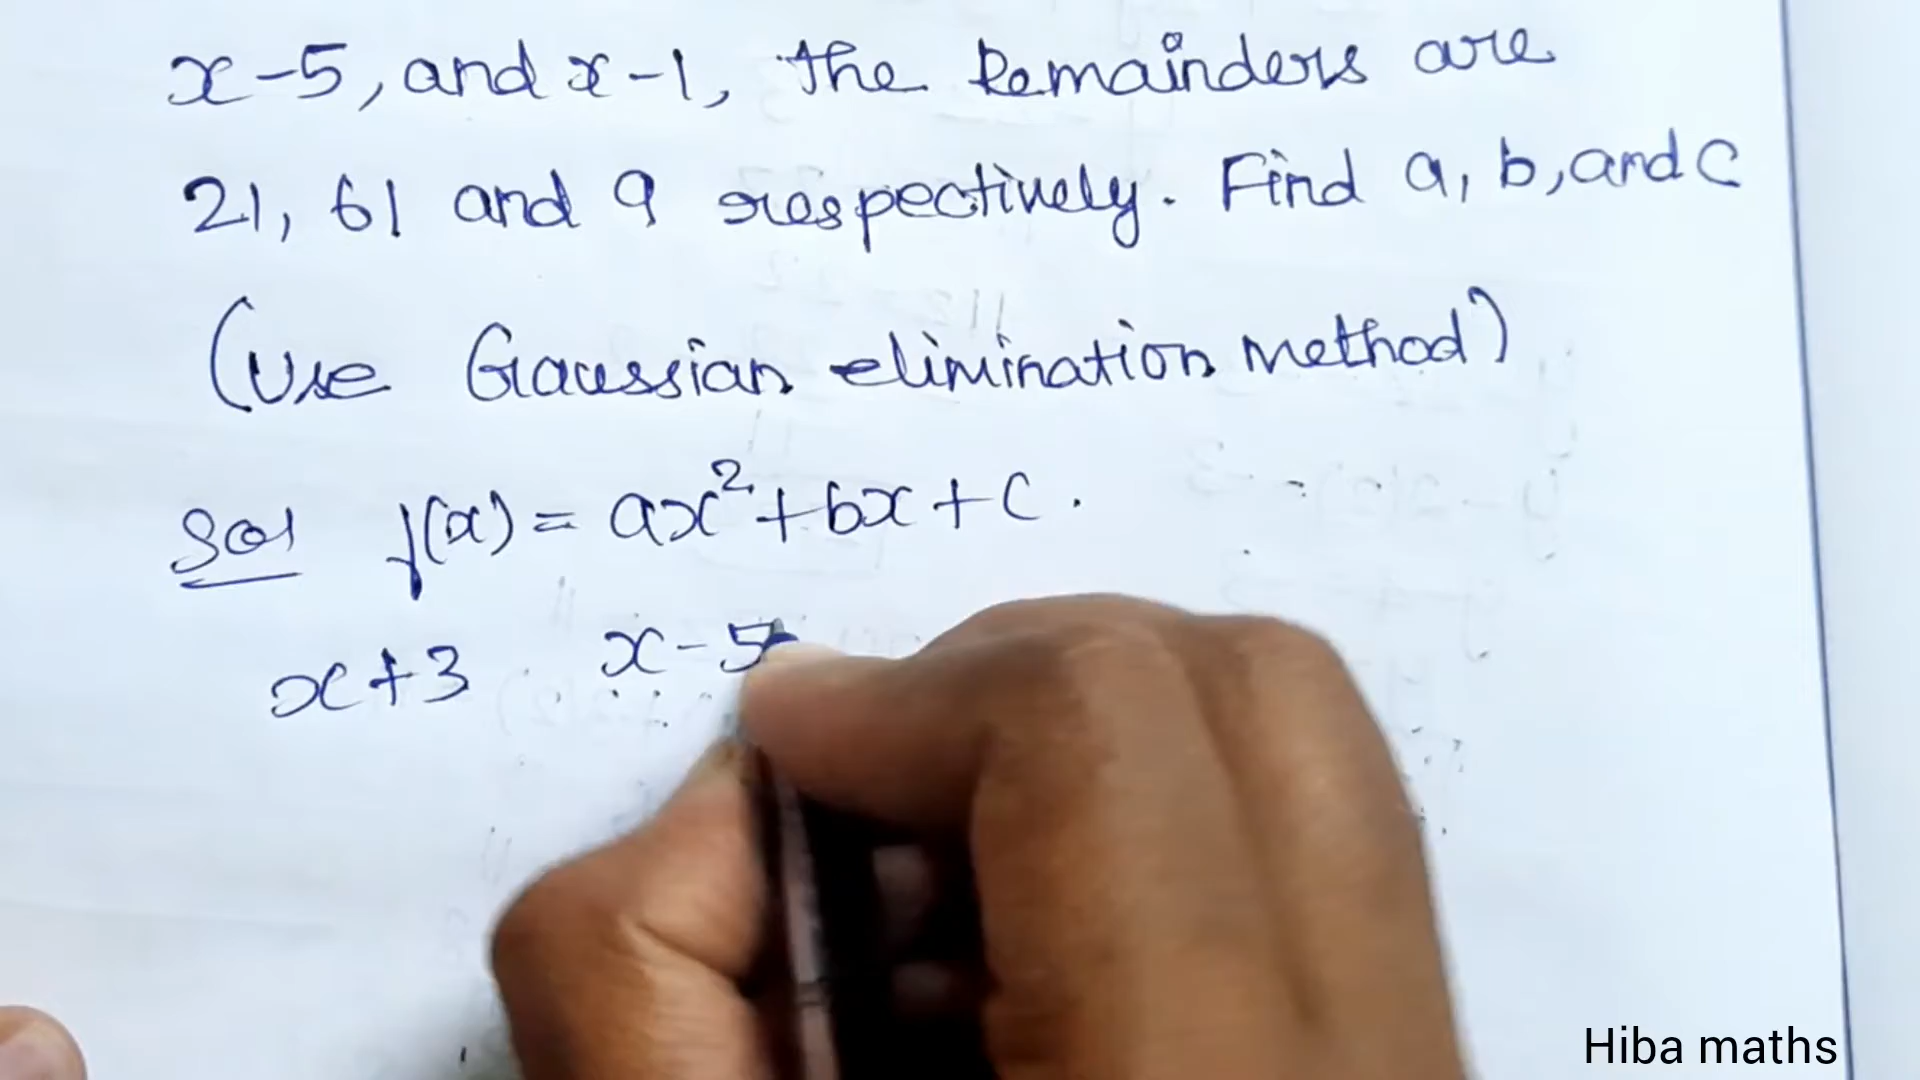 x-5, and x-1, the Remainders are
21, 61 and 9 respectively. Find a, b, and c
(Use Gaussian elimination method)
Sol f(x) = ax²+bx+c.
x+3 x-5
Hiba maths